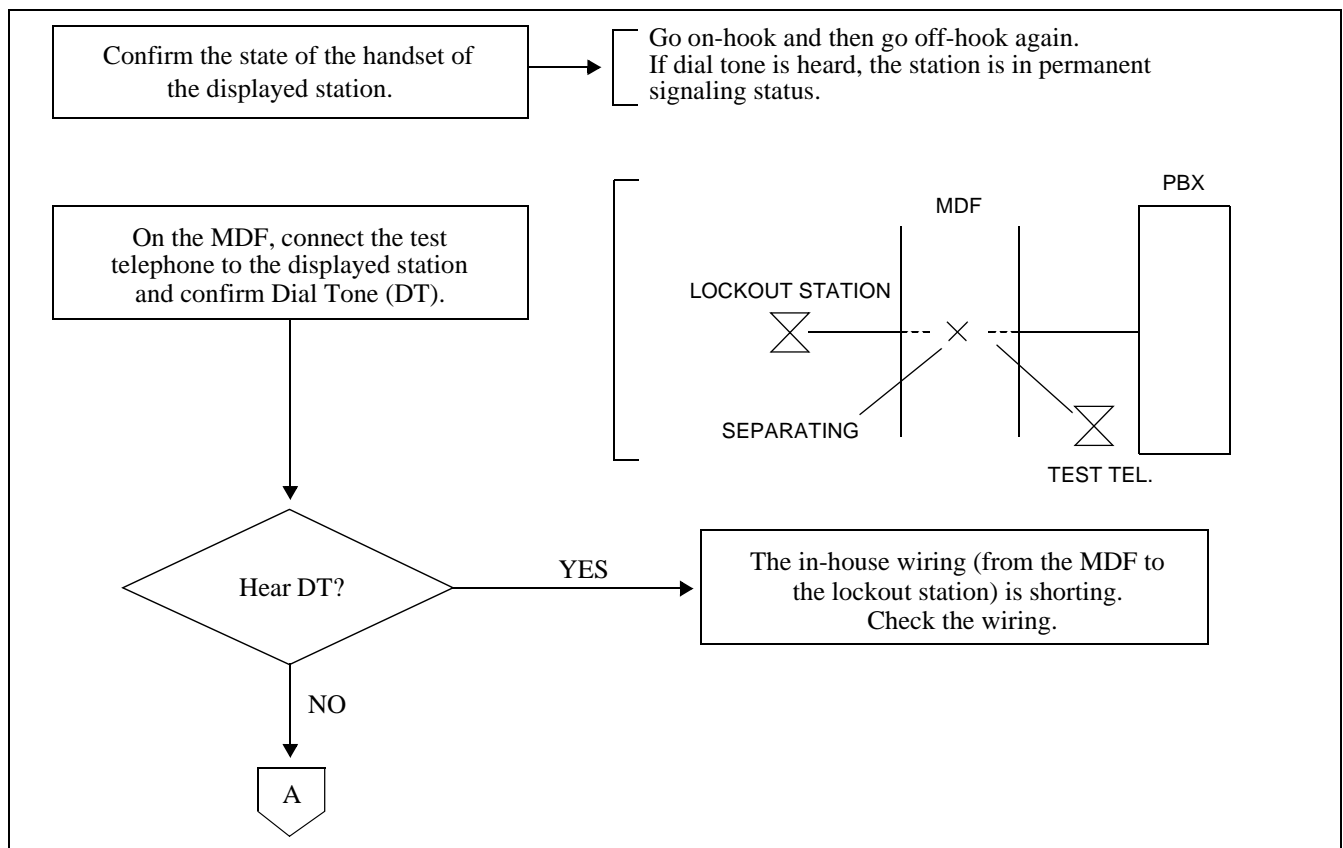 Confirm the state of the handset of
the displayed station.
Go on-hook and then go off-hook again.
If dial tone is heard, the station is in permanent
signaling status.
On the MDF, connect the test
telephone to the displayed station
and confirm Dial Tone (DT).
PBX
MDF
LOCKOUT STATION
SEPARATING
TEST TEL.
Hear DT?
YES
The in-house wiring (from the MDF to
the lockout station) is shorting.
Check the wiring.
NO
A